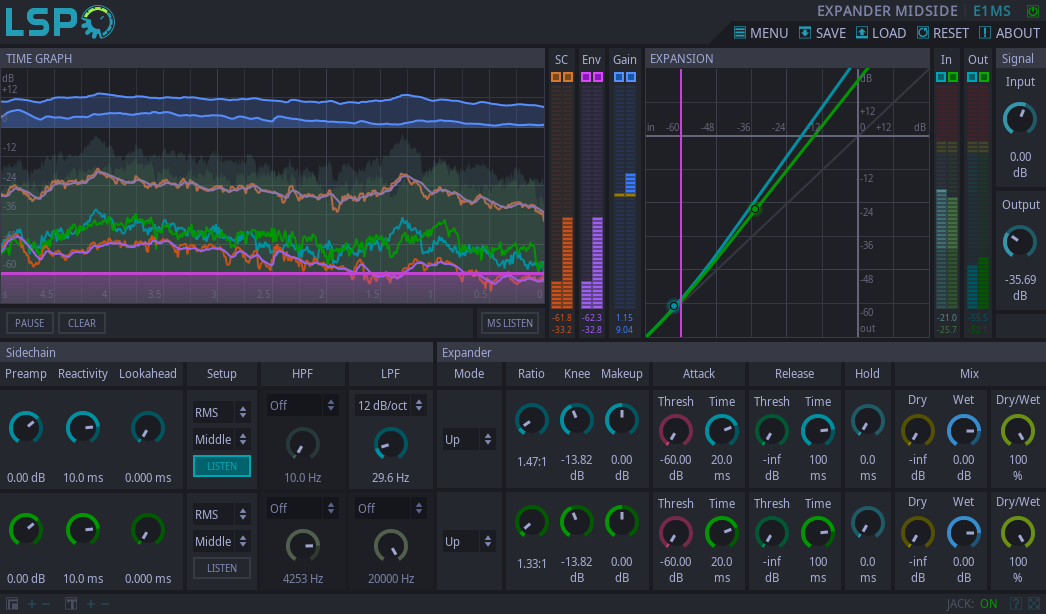 LSP
EXPANDER MIDSIDE E1MS
MENU SAVE LOAD RESET ABOUT
TIME GRAPH SC Env Gain EXPANSION In Out Signal
dB
+12
0
-12
-24
-36
-60
s 4.5 4 3.5 3 2.5 1.5 1 0.5 0
PAUSE CLEAR MS LISTEN
-61.8 -62.3 1.15
-33.2 -32.8 9.04
in -60 -48 -36 -24 -12 0 +12 dB
dB
+12
-12
-24
-36
-48
-60
out
-21.0
-25.7
Input
0.00
dB
Output
-35.69
dB
Sidechain Expander
Preamp Reactivity Lookahead Setup HPF LPF Mode Ratio Knee Makeup Attack Release Hold Mix
RMS Off 12 dB/oct Thresh Time Thresh Time Dry Wet Dry/Wet
Middle Up
LISTEN
0.00 dB 10.0 ms 0.000 ms 10.0 Hz 29.6 Hz 1.47:1 -13.82 dB 0.00 dB -60.00 dB 20.0 ms -inf dB 100 ms 0.0 ms -inf dB 0.00 dB 100 %
RMS Off Off Thresh Time Thresh Time Dry Wet Dry/Wet
Middle Up
LISTEN
0.00 dB 10.0 ms 0.000 ms 4253 Hz 20000 Hz 1.33:1 -13.82 dB 0.00 dB -60.00 dB 20.0 ms -inf dB 100 ms 0.0 ms -inf dB 0.00 dB 100 %
JACK: ON